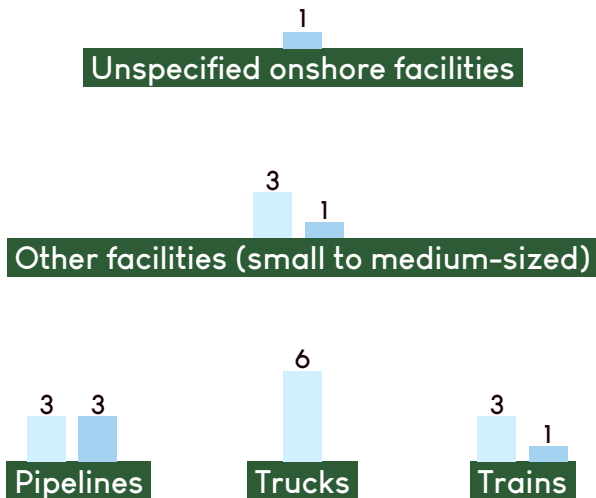 1
Unspecified onshore facilities
3 1
Other facilities (small to medium-sized)
3 3 6 3 1
Pipelines Trucks Trains